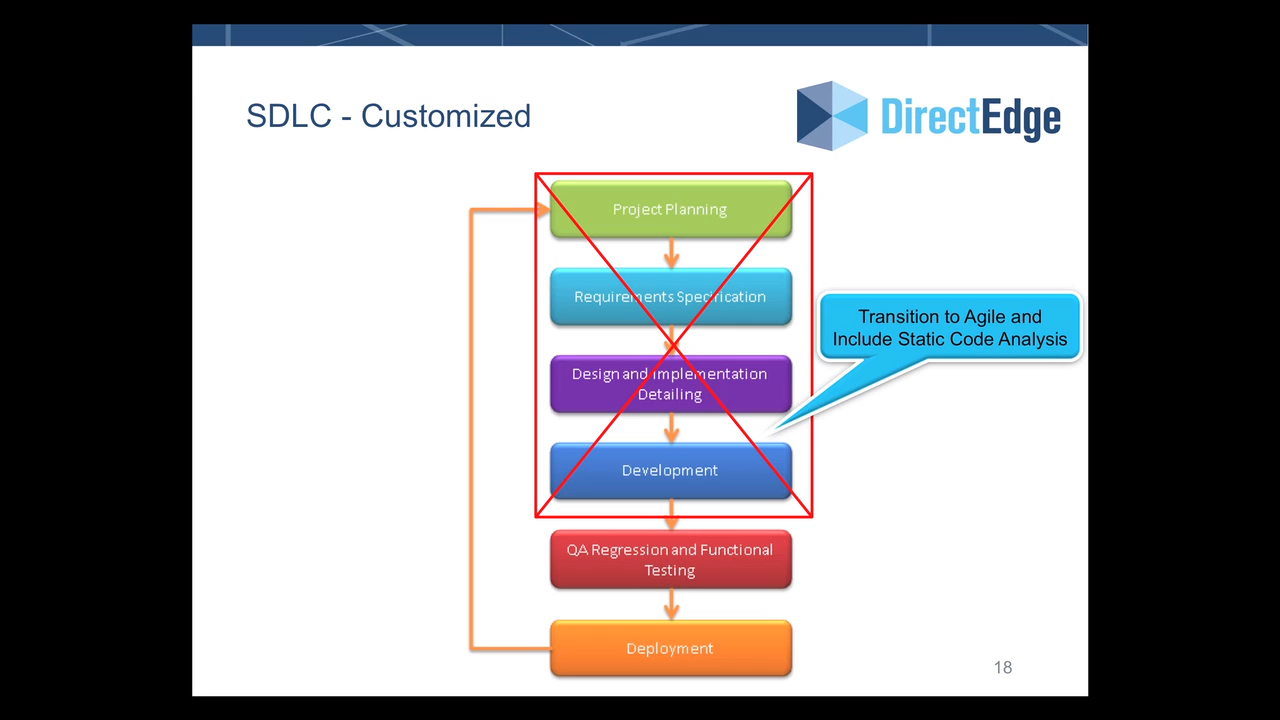 SDLC - Customized
DirectEdge
Project Planning
Requirements Specification
Transition to Agile and
Include Static Code Analysis
Design and Implementation
Detailing
Development
QA Regression and Functional
Testing
Deployment
18